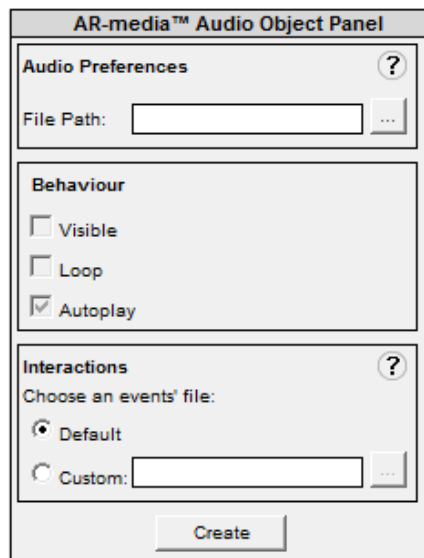 AR-media™ Audio Object Panel
Audio Preferences ?
File Path: ...
Behaviour
Visible
Loop
Autoplay
Interactions ?
Choose an events' file:
Default
Custom: ...
Create